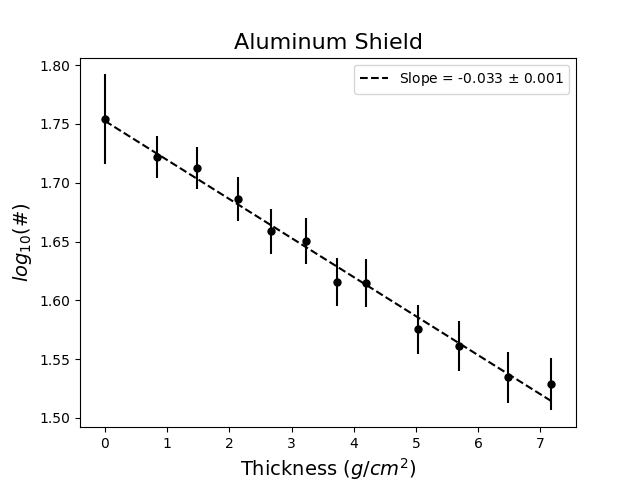 Aluminum Shield
Slope = -0.033 ± 0.001
log₁₀(#)
1.80
1.75
1.70
1.65
1.60
1.55
1.50
0 1 2 3 4 5 6 7
Thickness (g/cm²)